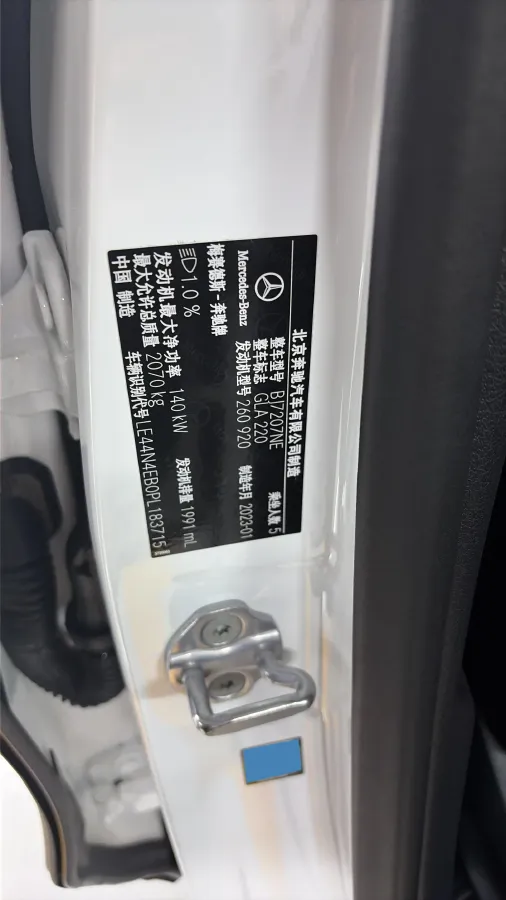 北京奔驰汽车有限公司制造
Mercedes-Benz
梅赛德斯-奔驰牌
整车型号 BJ7207NE 乘坐人数 5
整车标志 GLA 220
发动机型号 260 920 制造年月 2023-01
1.0 %
发动机最大净功率 140 kW 发动机排量 1991 mL
最大允许总质量 2070 kg
中国 制造 车辆识别代号 LE44N4EB0PL183715